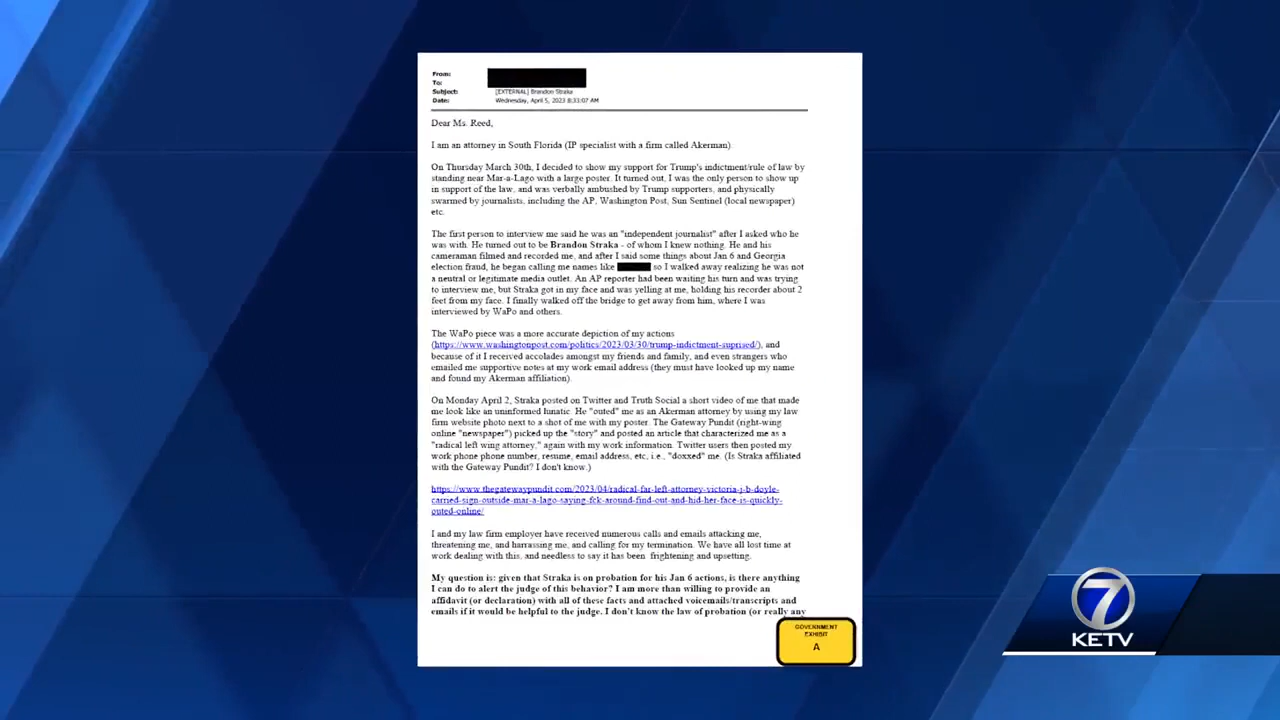 From:
To:
Subject: [EXTERNAL] Brandon Straka
Date: Wednesday, April 5, 2023 8:33:07 AM
Dear Ms. Reed,
I am an attorney in South Florida (IP specialist with a firm called Akerman)
On Thursday March 30th, I decided to show my support for Trump's indictment/rule of law by
standing near Mar-a-Lago with a large poster. It turned out, I was the only person to show up
in support of the law, and was verbally ambushed by Trump supporters, and physically
swarmed by journalists, including the AP, Washington Post, Sun Sentinel (local newspaper)
etc.
The first person to interview me said he was an "independent journalist" after I asked who he
was with. He turned out to be Brandon Straka - of whom I knew nothing. He and his
cameraman filmed and recorded me, and after I said some things about Jan 6 and Georgia
election fraud, he began calling me names like so I walked away realizing he was not
a neutral or legitimate media outlet. An AP reporter had been waiting his turn and was trying
to interview me, but Straka got in my face and was yelling at me, holding his recorder about 2
feet from my face. I finally walked off the bridge to get away from him, where I was
interviewed by WaPo and others.
The WaPo piece was a more accurate depiction of my actions
(https://www.washingtonpost.com/politics/2023/03/30/trump-indictment-suprised/), and
because of it I received accolades amongst my friends and family, and even strangers who
emailed me supportive notes at my work email address (they must have looked up my name
and found my Akerman affiliation).
On Monday April 2, Straka posted on Twitter and Truth Social a short video of me that made
me look like an uninformed lunatic. He "outed" me as an Akerman attorney by using my law
firm website photo next to a shot of me with my poster. The Gateway Pundit (right-wing
online "newspaper") picked up the "story" and posted an article that characterized me as a
"radical left wing attorney," again with my work information. Twitter users then posted my
work phone phone number, resume, email address, etc, i.e., "doxxed" me. (Is Straka affiliated
with the Gateway Pundit? I don't know.)
https://www.thegatewaypundit.com/2023/04/radical-far-left-attorney-victoria-j-b-doyle-
carried-sign-outside-mar-a-lago-saying-fck-around-find-out-and-hid-her-face-is-quickly-
outed-online/
I and my law firm employer have received numerous calls and emails attacking me,
threatening me, and harrassing me, and calling for my termination. We have all lost time at
work dealing with this, and needless to say it has been frightening and upsetting.
My question is: given that Straka is on probation for his Jan 6 actions, is there anything
I can do to alert the judge of this behavior? I am more than willing to provide an
affidavit (or declaration) with all of these facts and attached voicemails/transcripts and
emails if it would be helpful to the judge. I don't know the law of probation (or really any
GOVERNMENT
EXHIBIT
A
7
KETV